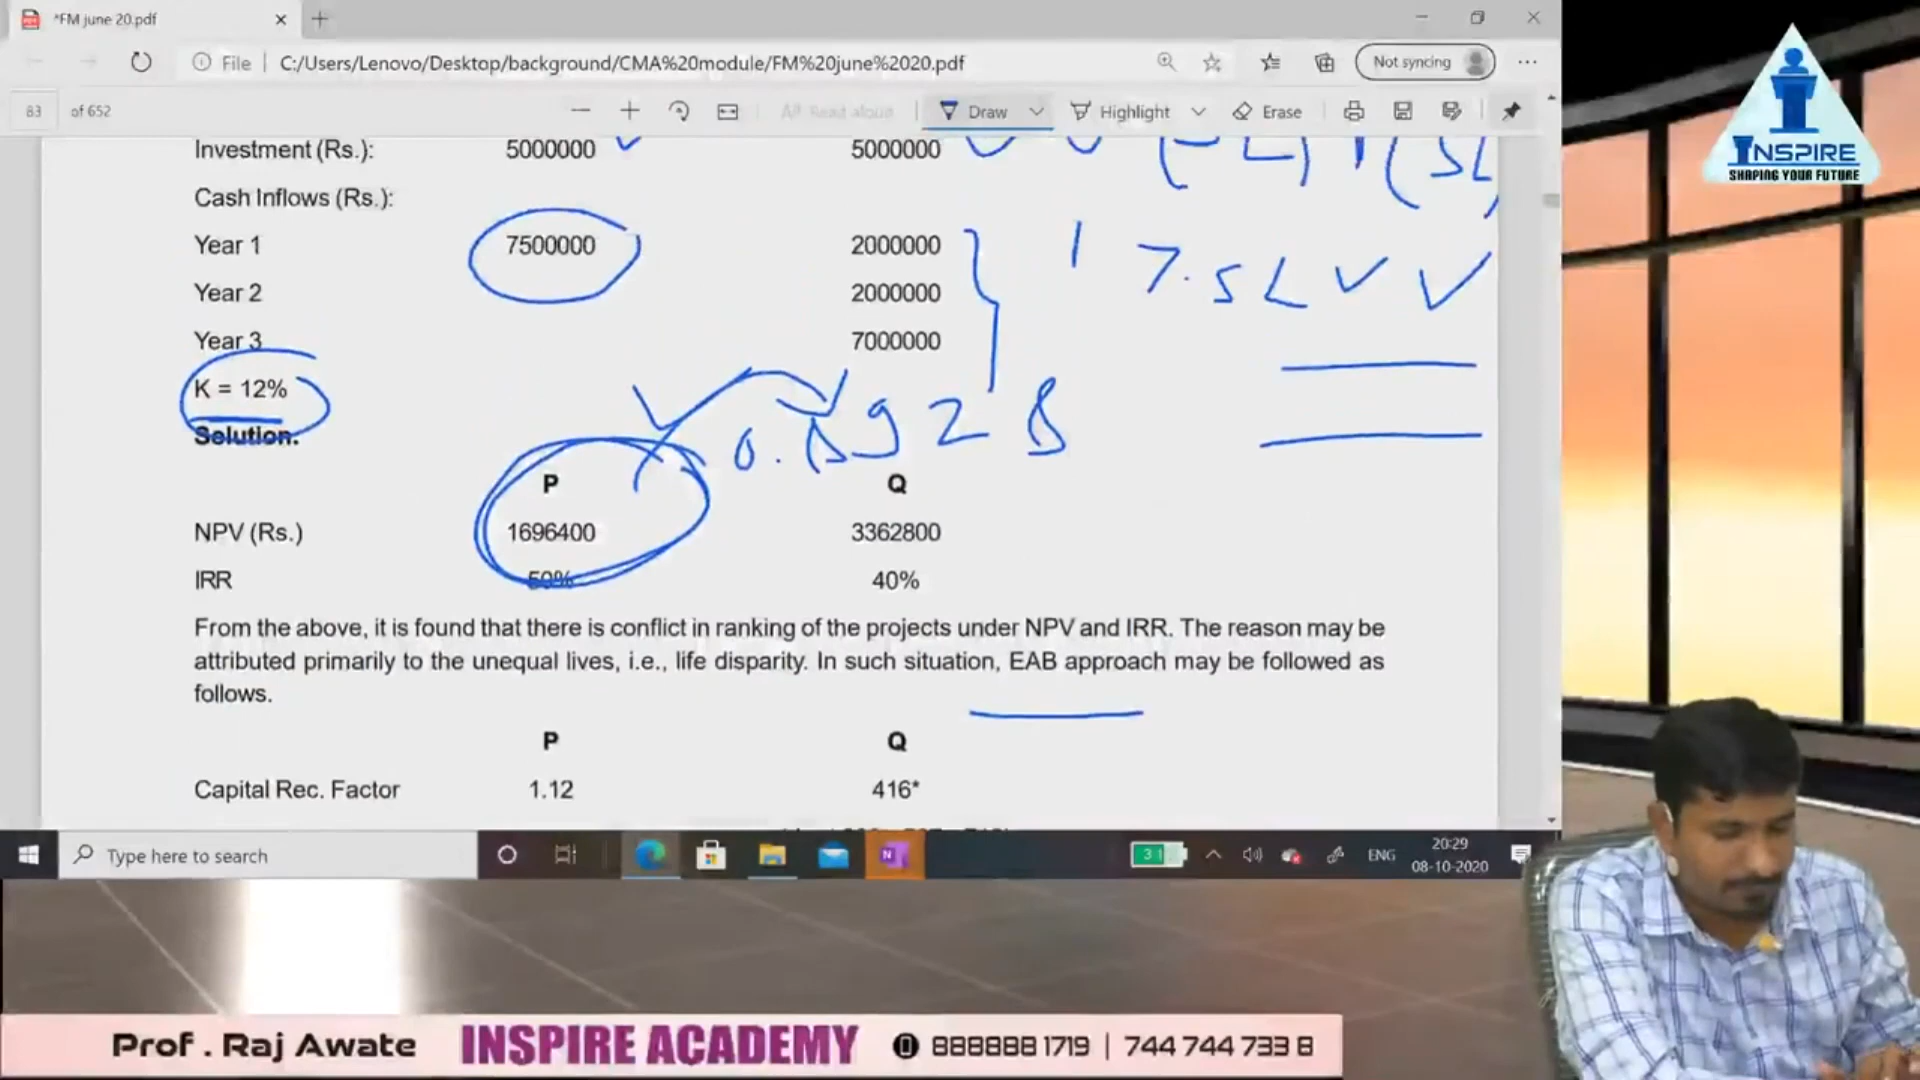 *FM june 20.pdf
File
C:/Users/Lenovo/Desktop/background/CMA%20module/FM%20june%2020.pdf
Not syncing
83 of 652
Read aloud
Draw
Highlight
Erase
Investment (Rs.): 5000000 5000000
Cash Inflows (Rs.):
Year 1 7500000 2000000
7.5L
Year 2 2000000
Year 3 7000000
K = 12%
Solution:
P Q
NPV (Rs.) 1696400 3362800
IRR 50% 40%
From the above, it is found that there is conflict in ranking of the projects under NPV and IRR. The reason may be
attributed primarily to the unequal lives, i.e., life disparity. In such situation, EAB approach may be followed as
follows.
P Q
Capital Rec. Factor 1.12 416*
Type here to search
31
ENG
20:29
08-10-2020
INSPIRE
SHAPING YOUR FUTURE
Prof . Raj Awate INSPIRE ACADEMY 888888 1719 | 744 744 733 8